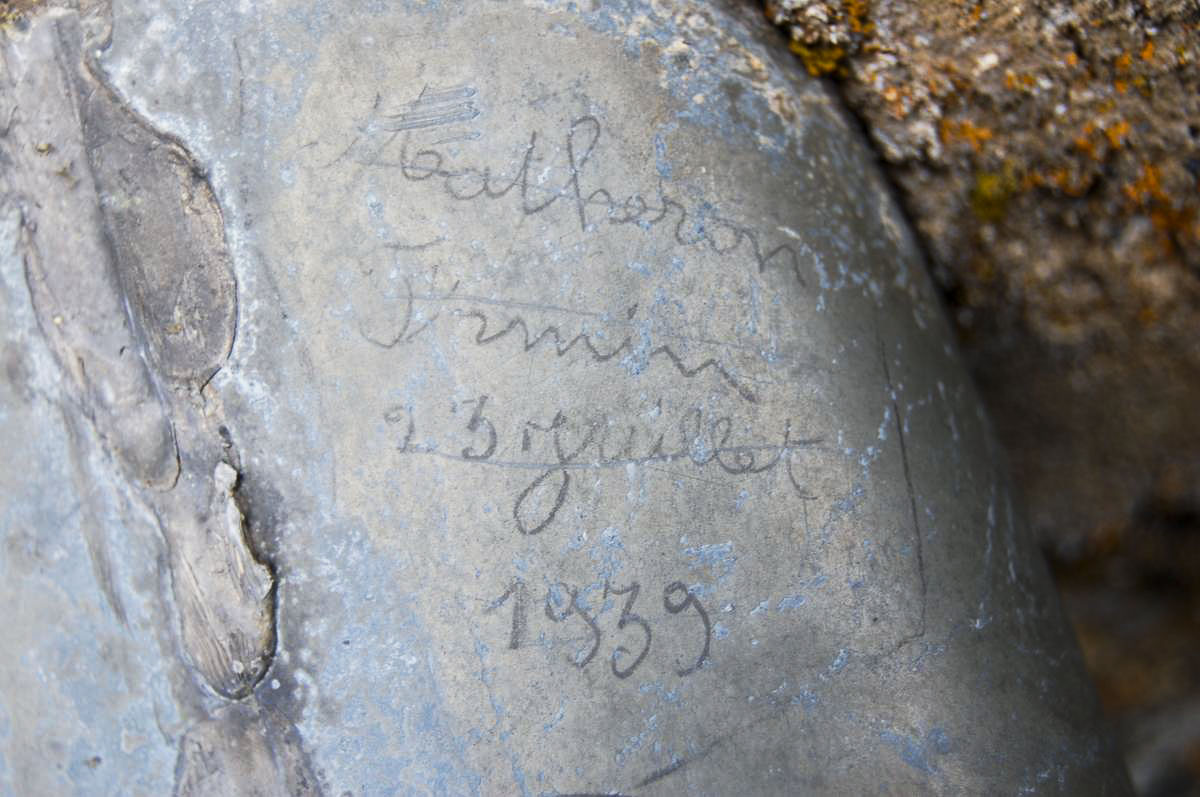 Matheron
Firmin
23 juillet
1939